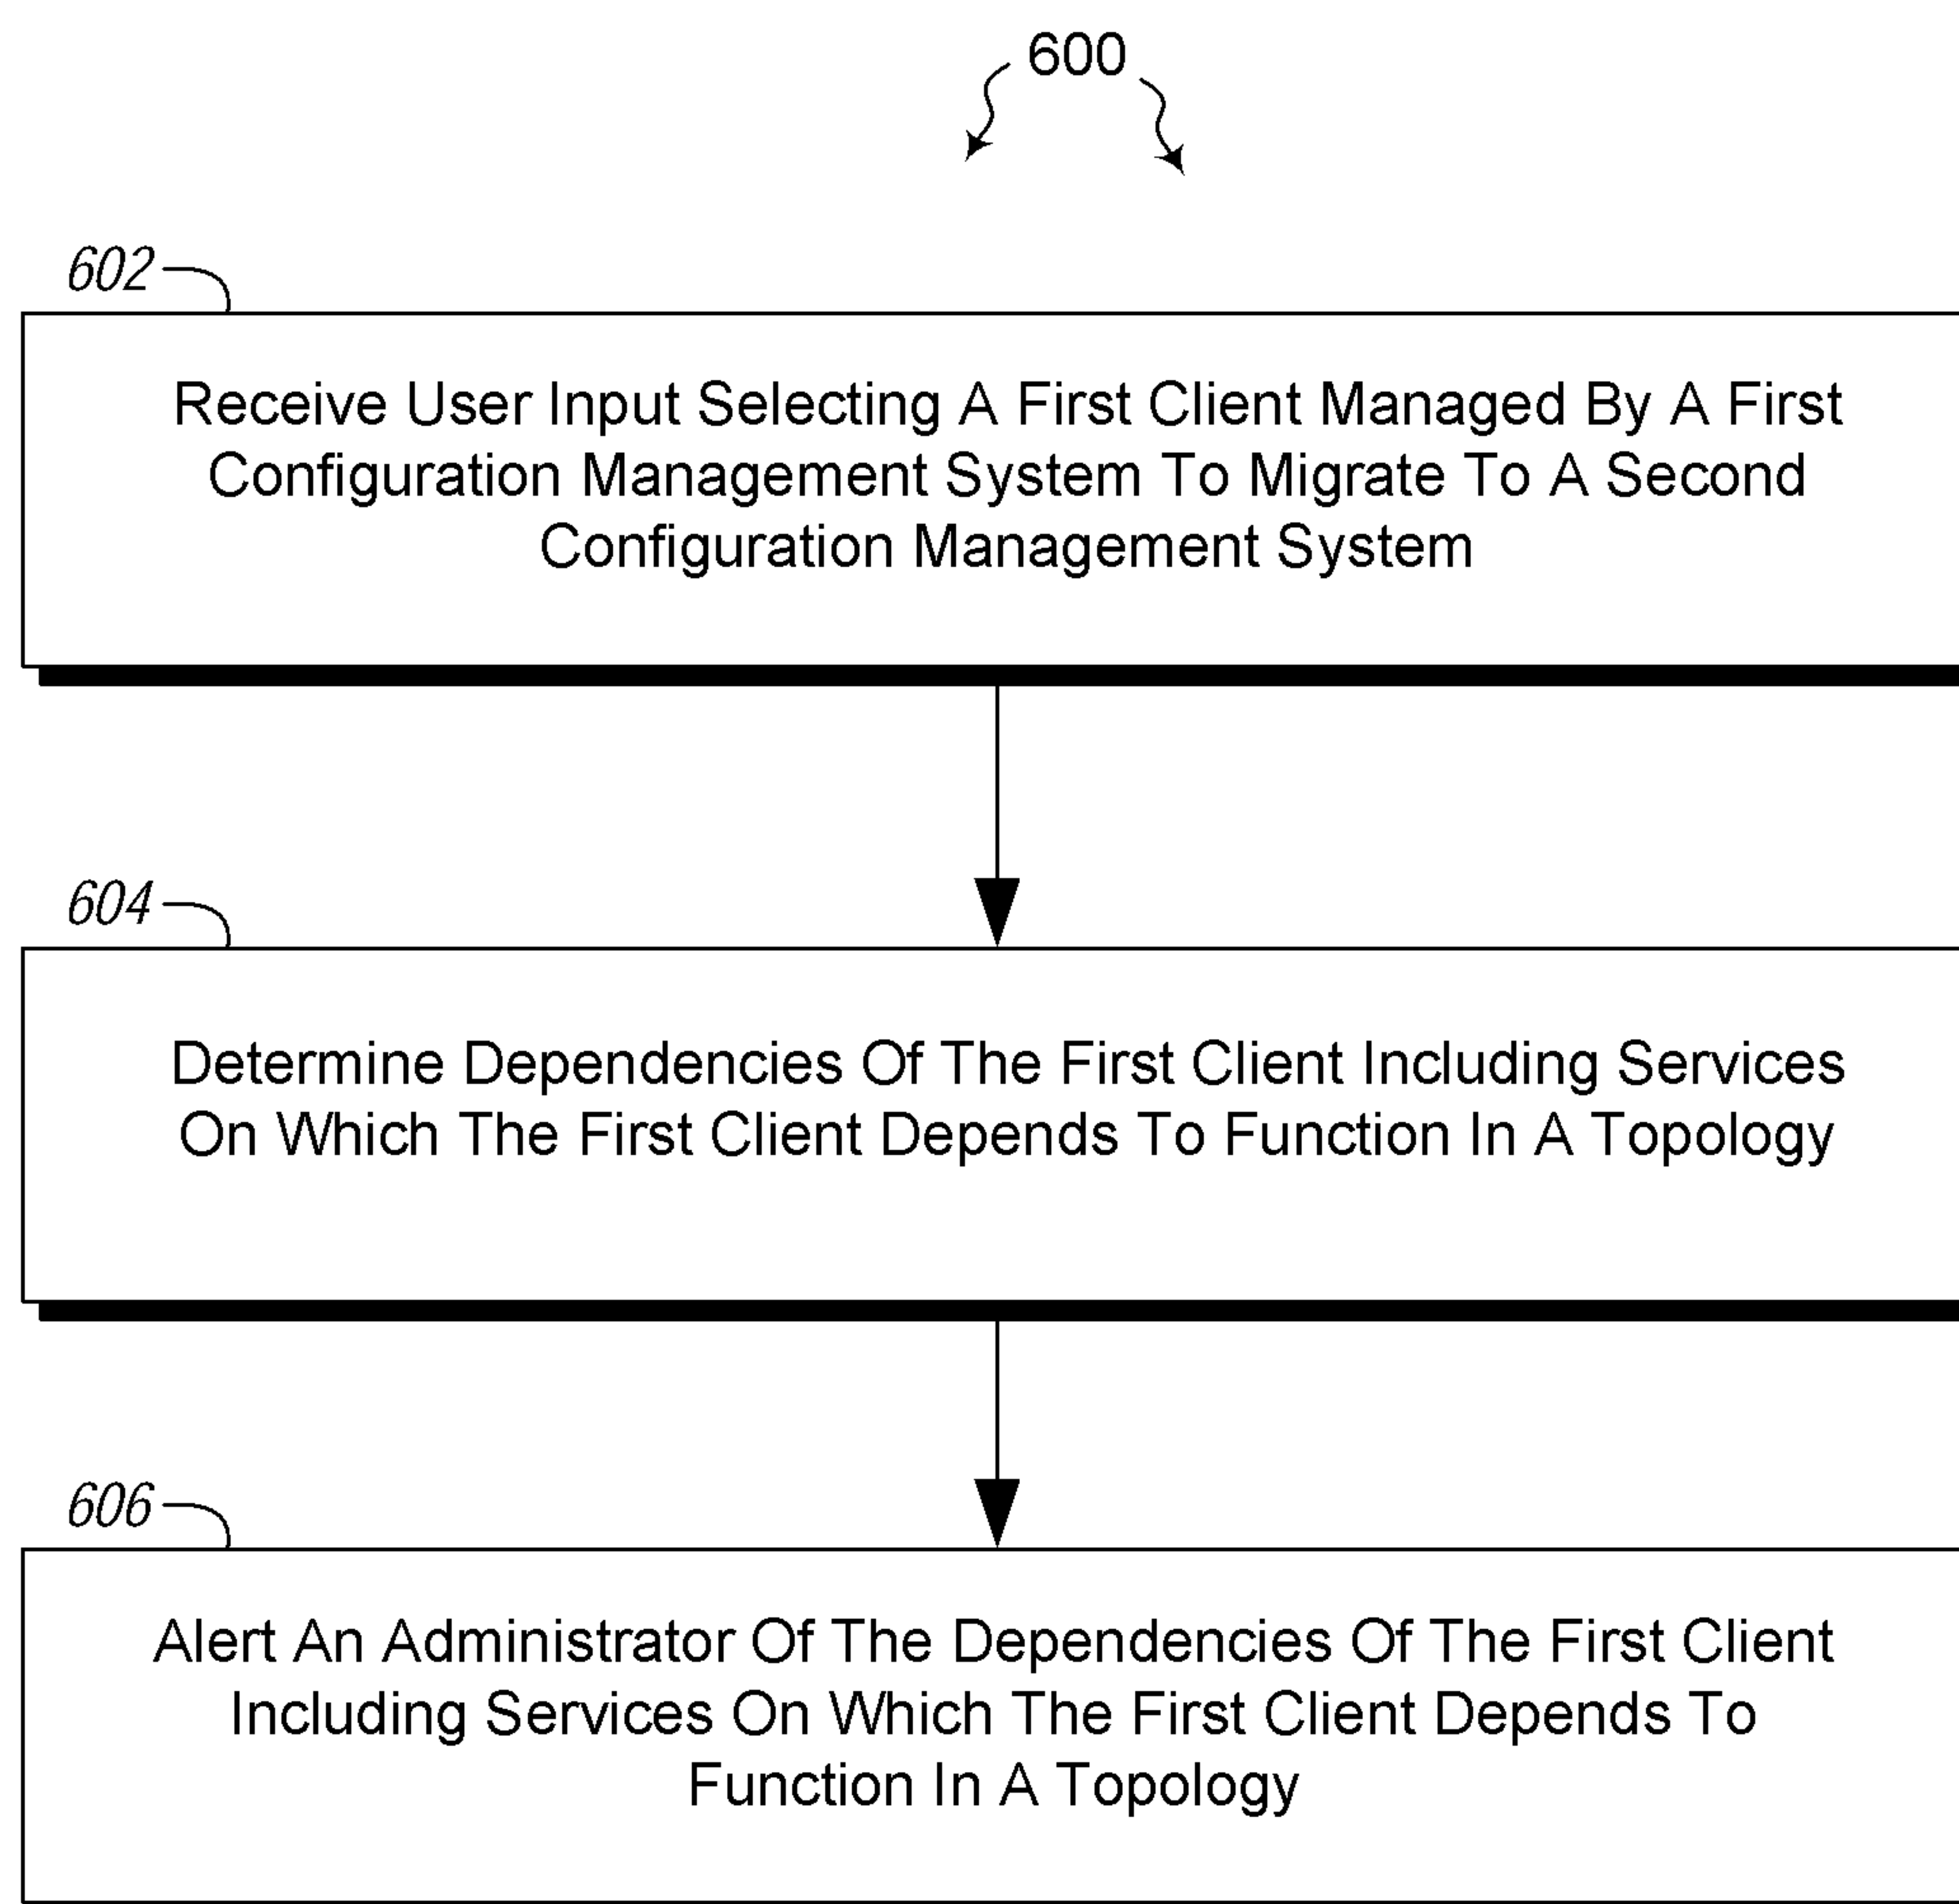 600
602
Receive User Input Selecting A First Client Managed By A First
Configuration Management System To Migrate To A Second
Configuration Management System
604
Determine Dependencies Of The First Client Including Services
On Which The First Client Depends To Function In A Topology
606
Alert An Administrator Of The Dependencies Of The First Client
Including Services On Which The First Client Depends To
Function In A Topology